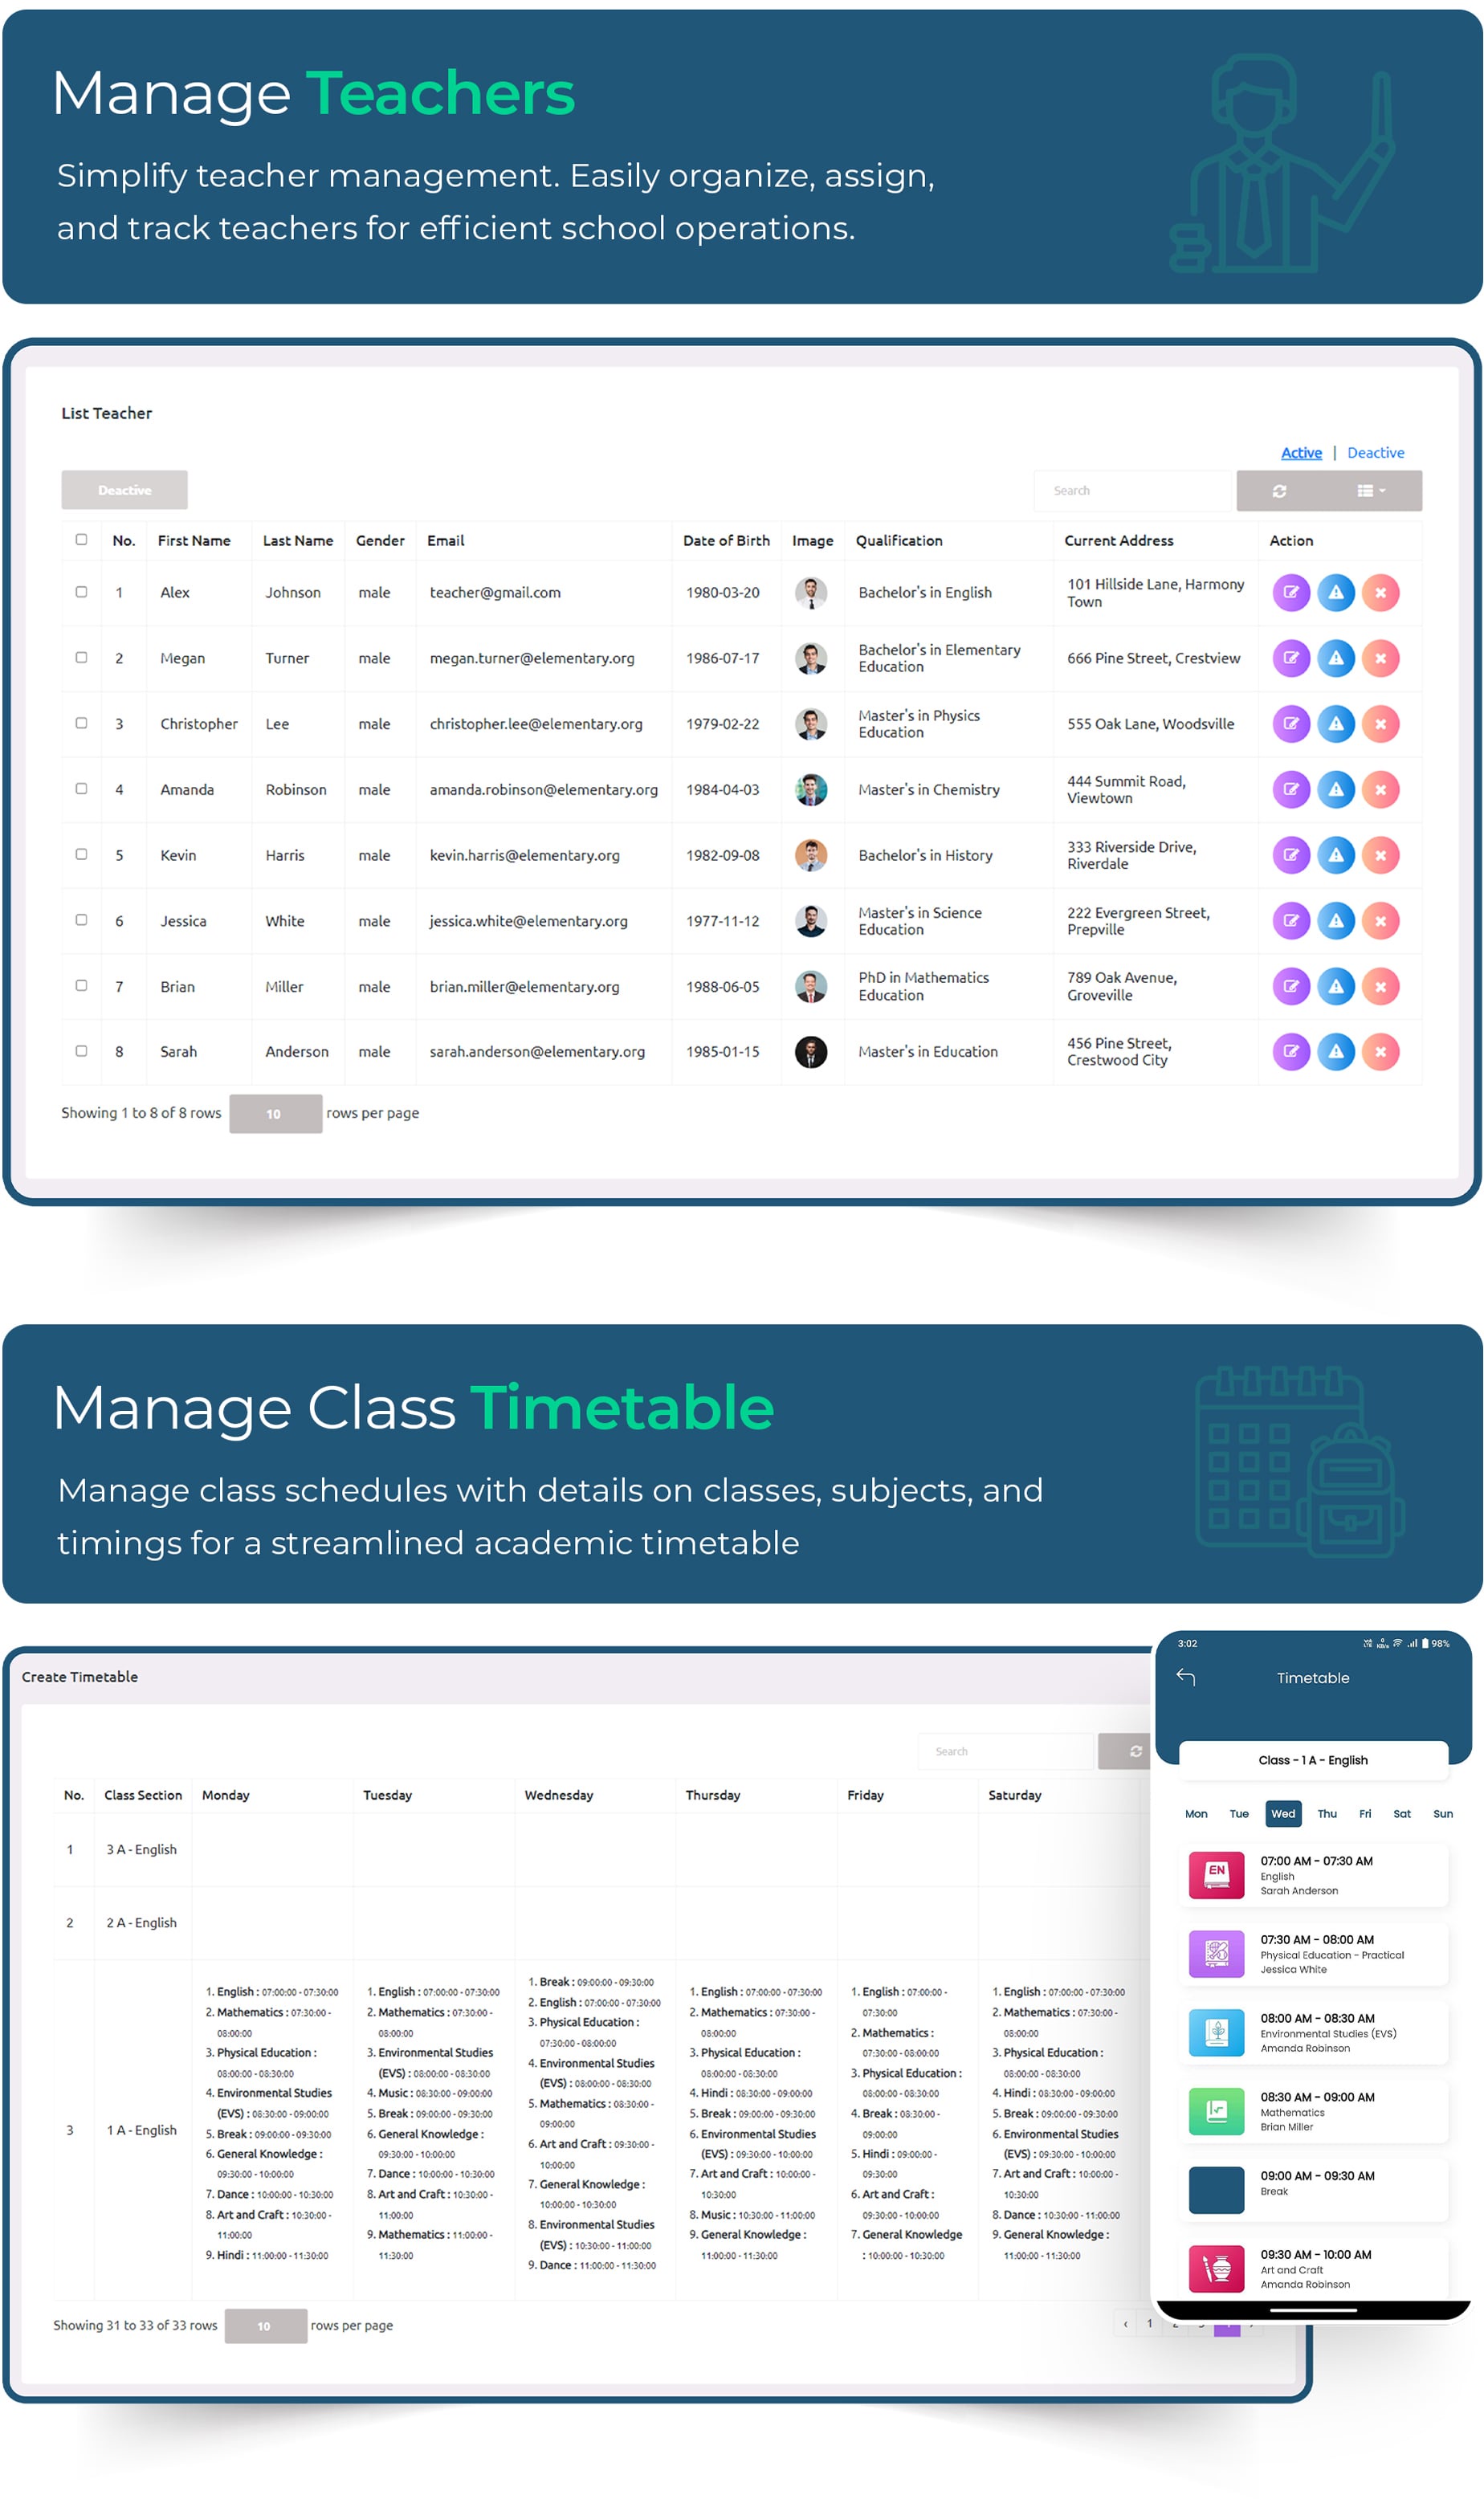 Manage Teachers
Simplify teacher management. Easily organize, assign,
and track teachers for efficient school operations.
List Teacher
Active | Deactive
Deactive
Search
No. First Name Last Name Gender Email Date of Birth Image Qualification Current Address Action
1 Alex Johnson male teacher@gmail.com 1980-03-20 Bachelor's in English 101 Hillside Lane, Harmony
Town
2 Megan Turner male megan.turner@elementary.org 1986-07-17 Bachelor's in Elementary
Education 666 Pine Street, Crestview
3 Christopher Lee male christopher.lee@elementary.org 1979-02-22 Master's in Physics
Education 555 Oak Lane, Woodsville
4 Amanda Robinson male amanda.robinson@elementary.org 1984-04-03 Master's in Chemistry 444 Summit Road,
Viewtown
5 Kevin Harris male kevin.harris@elementary.org 1982-09-08 Bachelor's in History 333 Riverside Drive,
Riverdale
6 Jessica White male jessica.white@elementary.org 1977-11-12 Master's in Science
Education 222 Evergreen Street,
Prepville
7 Brian Miller male brian.miller@elementary.org 1988-06-05 PhD in Mathematics
Education 789 Oak Avenue,
Groveville
8 Sarah Anderson male sarah.anderson@elementary.org 1985-01-15 Master's in Education 456 Pine Street,
Crestwood City
Showing 1 to 8 of 8 rows 10 rows per page
Manage Class Timetable
Manage class schedules with details on classes, subjects, and
timings for a streamlined academic timetable
Create Timetable
Search
No. Class Section Monday Tuesday Wednesday Thursday Friday Saturday
1 3 A - English
2 2 A - English
3 1 A - English
1. English : 07:00:00 - 07:30:00
2. Mathematics : 07:30:00 -
08:00:00
3. Physical Education :
08:00:00 - 08:30:00
4. Environmental Studies
(EVS) : 08:30:00 - 09:00:00
5. Break : 09:00:00 - 09:30:00
6. General Knowledge :
09:30:00 - 10:00:00
7. Dance : 10:00:00 - 10:30:00
8. Art and Craft : 10:30:00 -
11:00:00
9. Hindi : 11:00:00 - 11:30:00
1. English : 07:00:00 - 07:30:00
2. Mathematics : 07:30:00 -
08:00:00
3. Environmental Studies
(EVS) : 08:00:00 - 08:30:00
4. Music : 08:30:00 - 09:00:00
5. Break : 09:00:00 - 09:30:00
6. General Knowledge :
09:30:00 - 10:00:00
7. Dance : 10:00:00 - 10:30:00
8. Art and Craft : 10:30:00 -
11:00:00
9. Mathematics : 11:00:00 -
11:30:00
1. Break : 09:00:00 - 09:30:00
2. English : 07:00:00 - 07:30:00
3. Physical Education :
07:30:00 - 08:00:00
4. Environmental Studies
(EVS) : 08:00:00 - 08:30:00
5. Mathematics : 08:30:00 -
09:00:00
6. Art and Craft : 09:30:00 -
10:00:00
7. General Knowledge :
10:00:00 - 10:30:00
8. Environmental Studies
(EVS) : 10:30:00 - 11:00:00
9. Dance : 11:00:00 - 11:30:00
1. English : 07:00:00 - 07:30:00
2. Mathematics : 07:30:00 -
08:00:00
3. Physical Education :
08:00:00 - 08:30:00
4. Hindi : 08:30:00 - 09:00:00
5. Break : 09:00:00 - 09:30:00
6. Environmental Studies
(EVS) : 09:30:00 - 10:00:00
7. Art and Craft : 10:00:00 -
10:30:00
8. Music : 10:30:00 - 11:00:00
9. General Knowledge :
11:00:00 - 11:30:00
1. English : 07:00:00 -
07:30:00
2. Mathematics :
07:30:00 - 08:00:00
3. Physical Education :
08:00:00 - 08:30:00
4. Break : 08:30:00 -
09:00:00
5. Hindi : 09:00:00 -
09:30:00
6. Art and Craft :
09:30:00 - 10:00:00
7. General Knowledge
: 10:00:00 - 10:30:00
1. English : 07:00:00 - 07:30:00
2. Mathematics : 07:30:00 -
08:00:00
3. Physical Education :
08:00:00 - 08:30:00
4. Hindi : 08:30:00 - 09:00:00
5. Break : 09:00:00 - 09:30:00
6. Environmental Studies
(EVS) : 09:30:00 - 10:00:00
7. Art and Craft : 10:00:00 -
10:30:00
8. Dance : 10:30:00 - 11:00:00
9. General Knowledge :
11:00:00 - 11:30:00
Showing 31 to 33 of 33 rows 10 rows per page
‹ 1
3:02 98%
Timetable
Class - 1 A - English
Mon Tue Wed Thu Fri Sat Sun
EN
07:00 AM - 07:30 AM
English
Sarah Anderson
07:30 AM - 08:00 AM
Physical Education - Practical
Jessica White
08:00 AM - 08:30 AM
Environmental Studies (EVS)
Amanda Robinson
08:30 AM - 09:00 AM
Mathematics
Brian Miller
09:00 AM - 09:30 AM
Break
09:30 AM - 10:00 AM
Art and Craft
Amanda Robinson